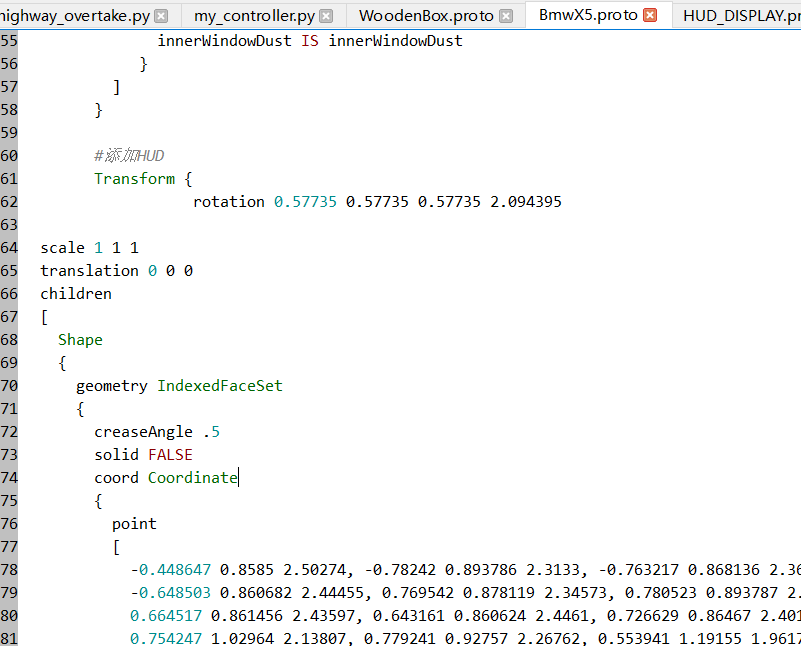 highway_overtake.py my_controller.py WoodenBox.proto BmwX5.proto HUD_DISPLAY.pr
55 innerWindowDust IS innerWindowDust
56 }
57 ]
58 }
59
60 #添加HUD
61 Transform {
62 rotation 0.57735 0.57735 0.57735 2.094395
63
64 scale 1 1 1
65 translation 0 0 0
66 children
67 [
68 Shape
69 {
70 geometry IndexedFaceSet
71 {
72 creaseAngle .5
73 solid FALSE
74 coord Coordinate
75 {
76 point
77 [
78 -0.448647 0.8585 2.50274, -0.78242 0.893786 2.3133, -0.763217 0.868136 2.36
79 -0.648503 0.860682 2.44455, 0.769542 0.878119 2.34573, 0.780523 0.893787 2.
80 0.664517 0.861456 2.43597, 0.643161 0.860624 2.4461, 0.726629 0.86467 2.401
81 0.754247 1.02964 2.13807, 0.779241 0.92757 2.26762, 0.553941 1.19155 1.9617